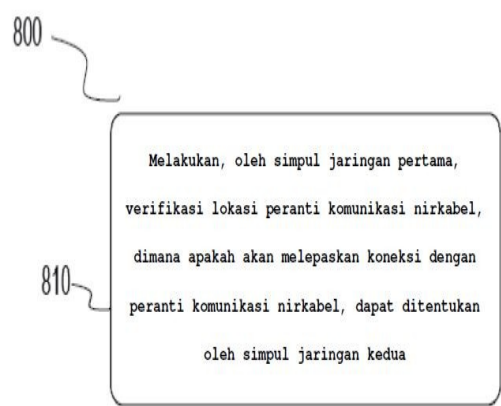 800
Melakukan, oleh simpul jaringan pertama,
verifikasi lokasi peranti komunikasi nirkabel,
dimana apakah akan melepaskan koneksi dengan
810
peranti komunikasi nirkabel, dapat ditentukan
oleh simpul jaringan kedua